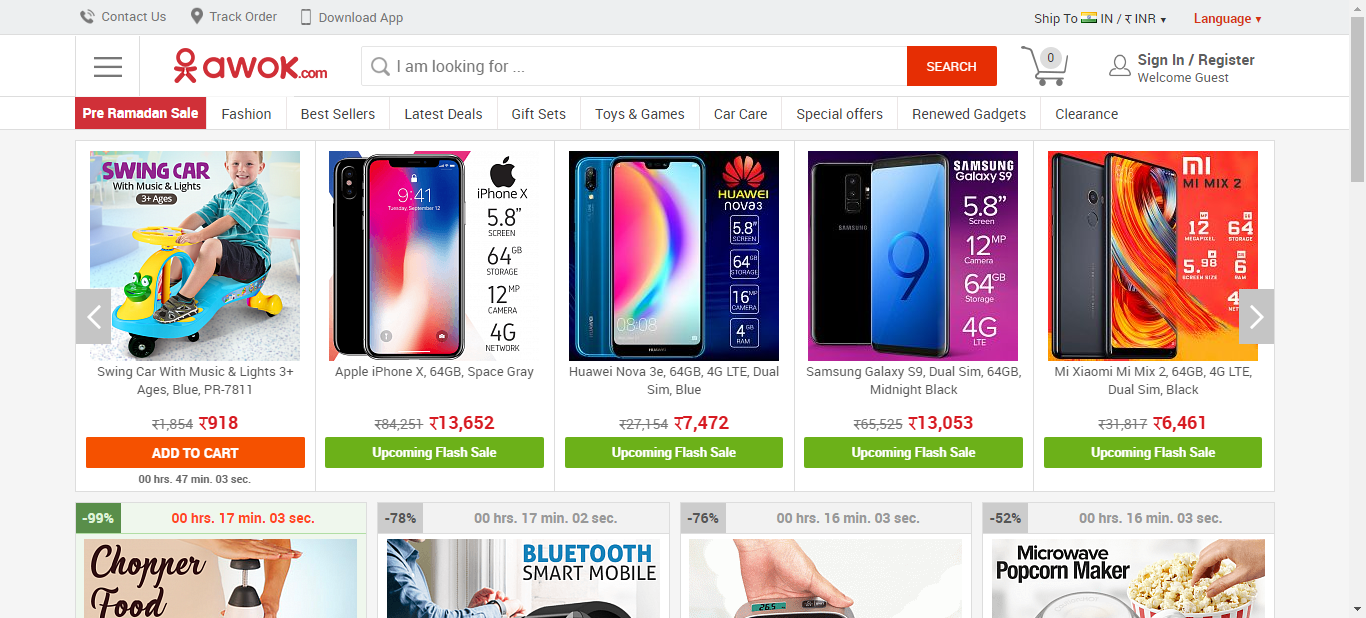 Contact Us
Track Order
Download App
Ship To IN / ₹ INR ▾
Language ▾
awok.com
I am looking for ...
SEARCH
0
Sign In / Register
Welcome Guest
Pre Ramadan Sale
Fashion
Best Sellers
Latest Deals
Gift Sets
Toys & Games
Car Care
Special offers
Renewed Gadgets
Clearance
SWING CAR
With Music & Lights
3+ Ages
Swing Car With Music & Lights 3+
Ages, Blue, PR-7811
₹1,854 ₹918
ADD TO CART
00 hrs. 47 min. 03 sec.
9:41
Tuesday, September 12
iPhone X
5.8"
SCREEN
64GB
STORAGE
12MP
CAMERA
4G
NETWORK
Apple iPhone X, 64GB, Space Gray
₹84,251 ₹13,652
Upcoming Flash Sale
HUAWEI
08:08
HUAWEI
HUAWEI
nova3
5.8"
SCREEN
64GB
STORAGE
16MP
CAMERA
4GB
RAM
Huawei Nova 3e, 64GB, 4G LTE, Dual
Sim, Blue
₹27,154 ₹7,472
Upcoming Flash Sale
SAMSUNG
9
SAMSUNG
Galaxy S9
5.8"
Screen
12MP
Camera
64GB
Storage
4G
LTE
Samsung Galaxy S9, Dual Sim, 64GB,
Midnight Black
₹65,525 ₹13,053
Upcoming Flash Sale
MI
MI MIX 2
12
MEGAPIXEL
64
STORAGE
5.98
SCREEN SIZE
6
RAM
4
Mi Xiaomi Mi Mix 2, 64GB, 4G LTE,
Dual Sim, Black
₹31,817 ₹6,461
Upcoming Flash Sale
-99%
00 hrs. 17 min. 03 sec.
Chopper
Food
-78%
00 hrs. 17 min. 02 sec.
BLUETOOTH
SMART MOBILE
-76%
00 hrs. 16 min. 03 sec.
26.5
-52%
00 hrs. 16 min. 03 sec.
Microwave
Popcorn Maker